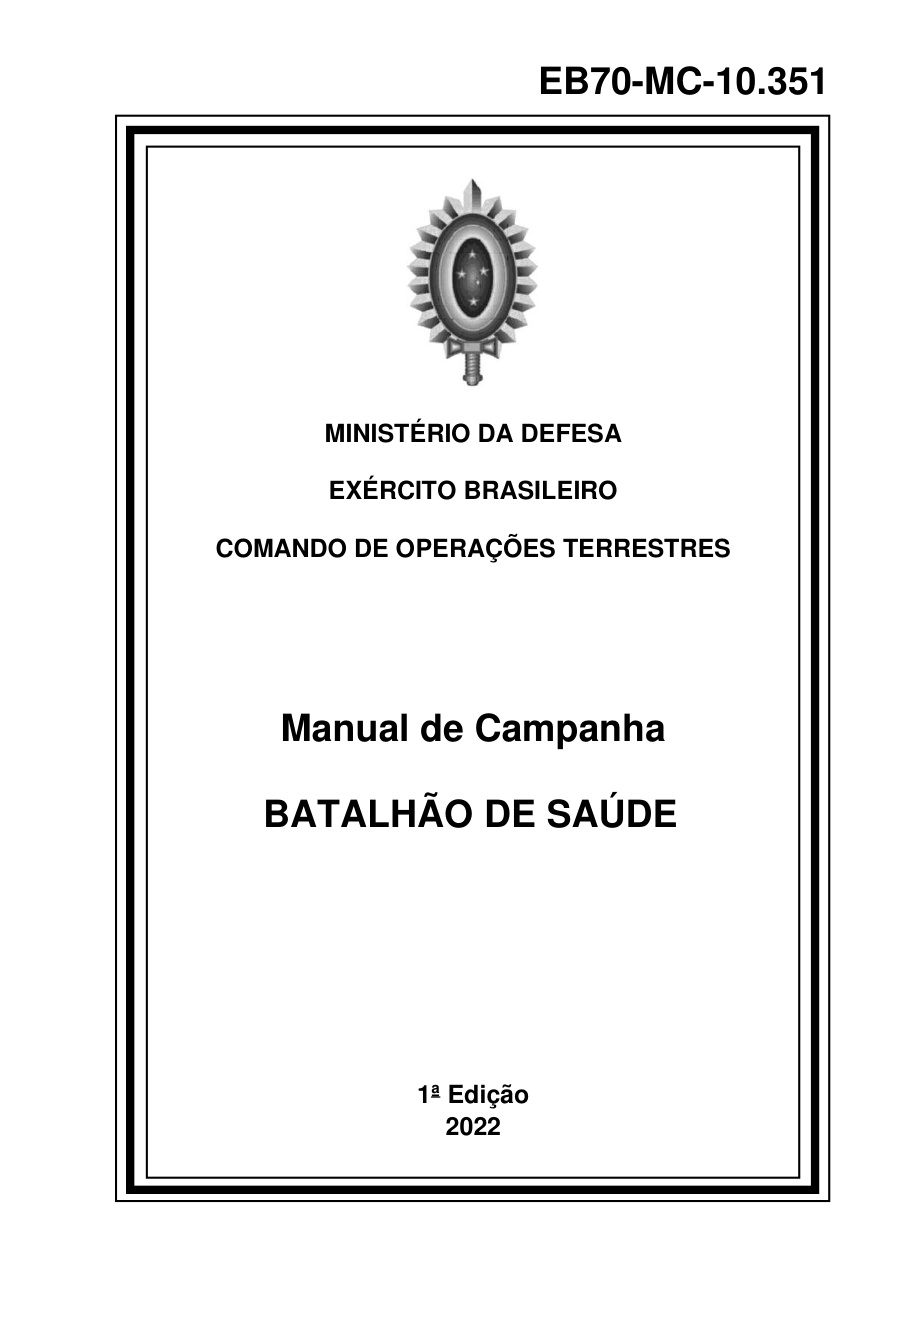 EB70-MC-10.351
MINISTÉRIO DA DEFESA
EXÉRCITO BRASILEIRO
COMANDO DE OPERAÇÕES TERRESTRES
Manual de Campanha
BATALHÃO DE SAÚDE
1ª Edição
2022